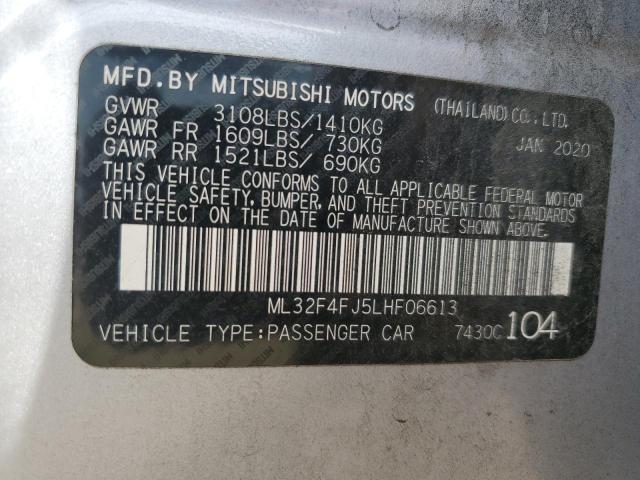 MFD.BY MITSUBISHI MOTORS (THAILAND)CO.,LTD.
GVWR 3108LBS/1410KG
GAWR FR 1609LBS/ 730KG JAN 2020
GAWR RR 1521LBS/ 690KG
THIS VEHICLE CONFORMS TO ALL APPLICABLE FEDERAL MOTOR
VEHICLE SAFETY, BUMPER, AND THEFT PREVENTION STANDARDS
IN EFFECT ON THE DATE OF MANUFACTURE SHOWN ABOVE.
ML32F4FJ5LHF06613
VEHICLE TYPE:PASSENGER CAR 7430C 104